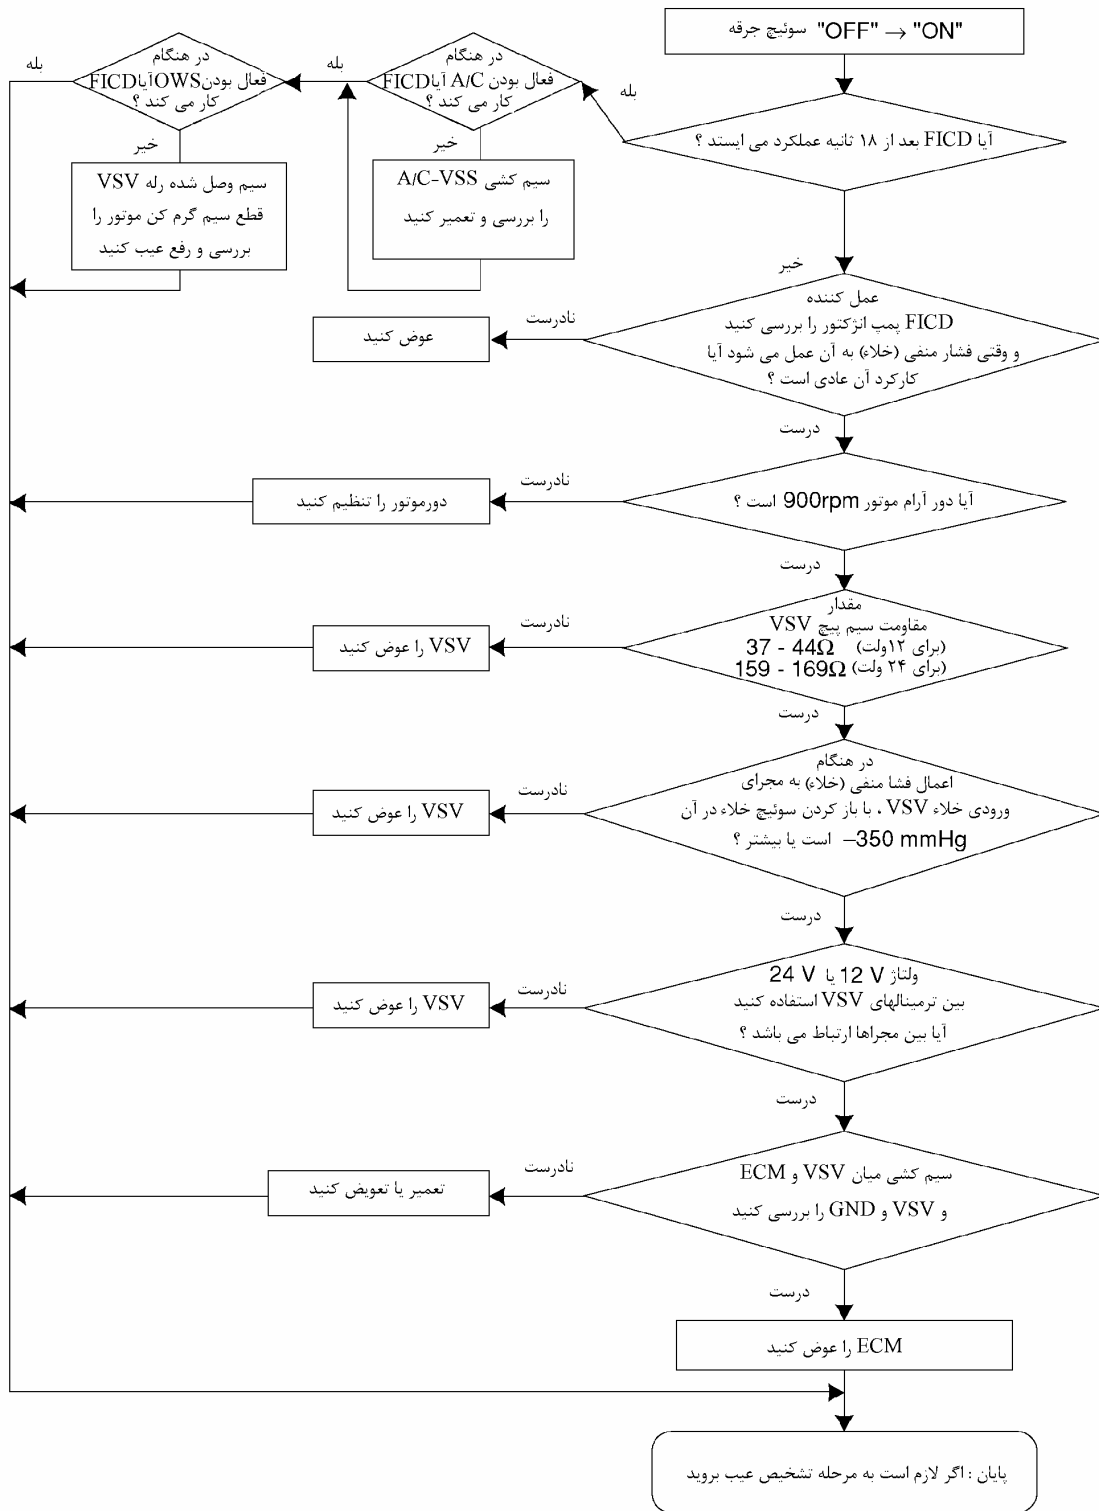 سوئیچ جرقه "OFF" → "ON"
آیا FICD بعد از ۱۸ ثانیه عملکرد می ایستد ؟
بله
در هنگام
فعال بودن A/C آیا FICD
کار می کند ؟
بله
در هنگام
فعال بودن OWS آیا FICD
کار می کند ؟
بله
خیر
سیم کشی A/C-VSS
را بررسی و تعمیر کنید
خیر
سیم وصل شده رله VSV
قطع سیم گرم کن موتور را
بررسی و رفع عیب کنید
خیر
عمل کننده
FICD پمپ انژکتور را بررسی کنید
و وقتی فشار منفی (خلاء) به آن عمل می شود آیا
کارکرد آن عادی است ؟
نادرست
عوض کنید
درست
آیا دور آرام موتور 900rpm است ؟
نادرست
دورموتور را تنظیم کنید
درست
مقدار
مقاومت سیم پیچ VSV
(برای ۱۲ولت) 37 - 44Ω
(برای ۲۴ ولت) 159 - 169Ω
نادرست
VSV را عوض کنید
درست
در هنگام
اعمال فشا منفی (خلاء) به مجرای
ورودی خلاء VSV ، با باز کردن سوئیچ خلاء در آن
–350 mmHg است یا بیشتر ؟
نادرست
VSV را عوض کنید
درست
ولتاژ 12 V یا 24 V
بین ترمینالهای VSV استفاده کنید
آیا بین مجراها ارتباط می باشد ؟
نادرست
VSV را عوض کنید
درست
سیم کشی میان VSV و ECM
و VSV و GND را بررسی کنید
نادرست
تعمیر یا تعویض کنید
درست
ECM را عوض کنید
پایان : اگر لازم است به مرحله تشخیص عیب بروید